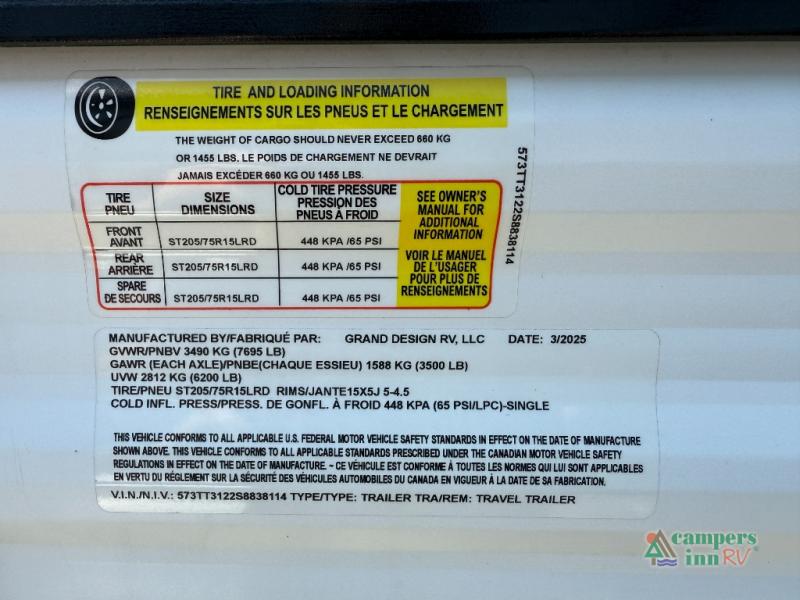 TIRE AND LOADING INFORMATION
RENSEIGNEMENTS SUR LES PNEUS ET LE CHARGEMENT
THE WEIGHT OF CARGO SHOULD NEVER EXCEED 660 KG
OR 1455 LBS. LE POIDS DE CHARGEMENT NE DEVRAIT
JAMAIS EXCÉDER 660 KG OU 1455 LBS.
TIRE
PNEU
SIZE
DIMENSIONS
COLD TIRE PRESSURE
PRESSION DES
PNEUS À FROID
FRONT
AVANT
ST205/75R15LRD
448 KPA /65 PSI
REAR
ARRIÈRE
ST205/75R15LRD
448 KPA /65 PSI
SPARE
DE SECOURS
ST205/75R15LRD
448 KPA /65 PSI
SEE OWNER'S
MANUAL FOR
ADDITIONAL
INFORMATION
VOIR LE MANUEL
DE L'USAGER
POUR PLUS DE
RENSEIGNEMENTS
573TT3122S8838114
MANUFACTURED BY/FABRIQUÉ PAR: GRAND DESIGN RV, LLC DATE: 3/2025
GVWR/PNBV 3490 KG (7695 LB)
GAWR (EACH AXLE)/PNBE(CHAQUE ESSIEU) 1588 KG (3500 LB)
UVW 2812 KG (6200 LB)
TIRE/PNEU ST205/75R15LRD RIMS/JANTE15X5J 5-4.5
COLD INFL. PRESS/PRESS. DE GONFL. À FROID 448 KPA (65 PSI/LPC)-SINGLE
THIS VEHICLE CONFORMS TO ALL APPLICABLE U.S. FEDERAL MOTOR VEHICLE SAFETY STANDARDS IN EFFECT ON THE DATE OF MANUFACTURE
SHOWN ABOVE. THIS VEHICLE CONFORMS TO ALL APPLICABLE STANDARDS PRESCRIBED UNDER THE CANADIAN MOTOR VEHICLE SAFETY
REGULATIONS IN EFFECT ON THE DATE OF MANUFACTURE. ~ CE VÉHICULE EST CONFORME À TOUTES LES NORMES QUI LUI SONT APPLICABLES
EN VERTU DU RÉGLEMENT SUR LA SÉCURITÉ DES VÉHICULES AUTOMOBILES DU CANADA EN VIGUEUR À LA DATE DE SA FABRICATION.
V.I.N./N.I.V.: 573TT3122S8838114 TYPE/TYPE: TRAILER TRA/REM: TRAVEL TRAILER
campers
inn RV®